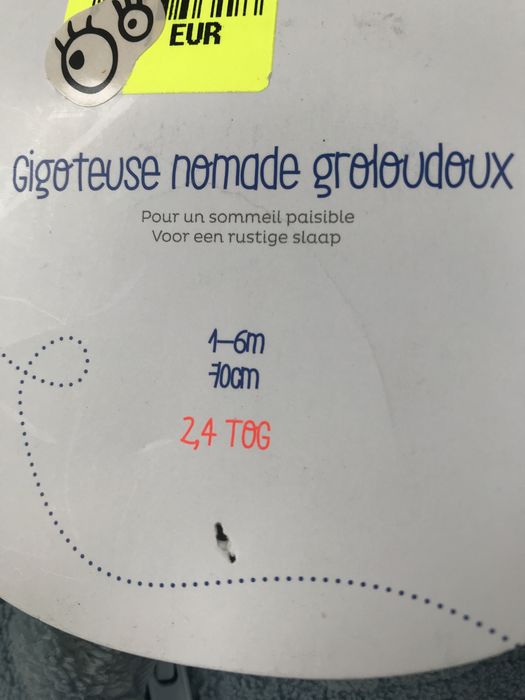 EUR
Gigoteuse nomade groloudoux
Pour un sommeil paisible
Voor een rustige slaap
1-6m
70cm
2,4 TOG